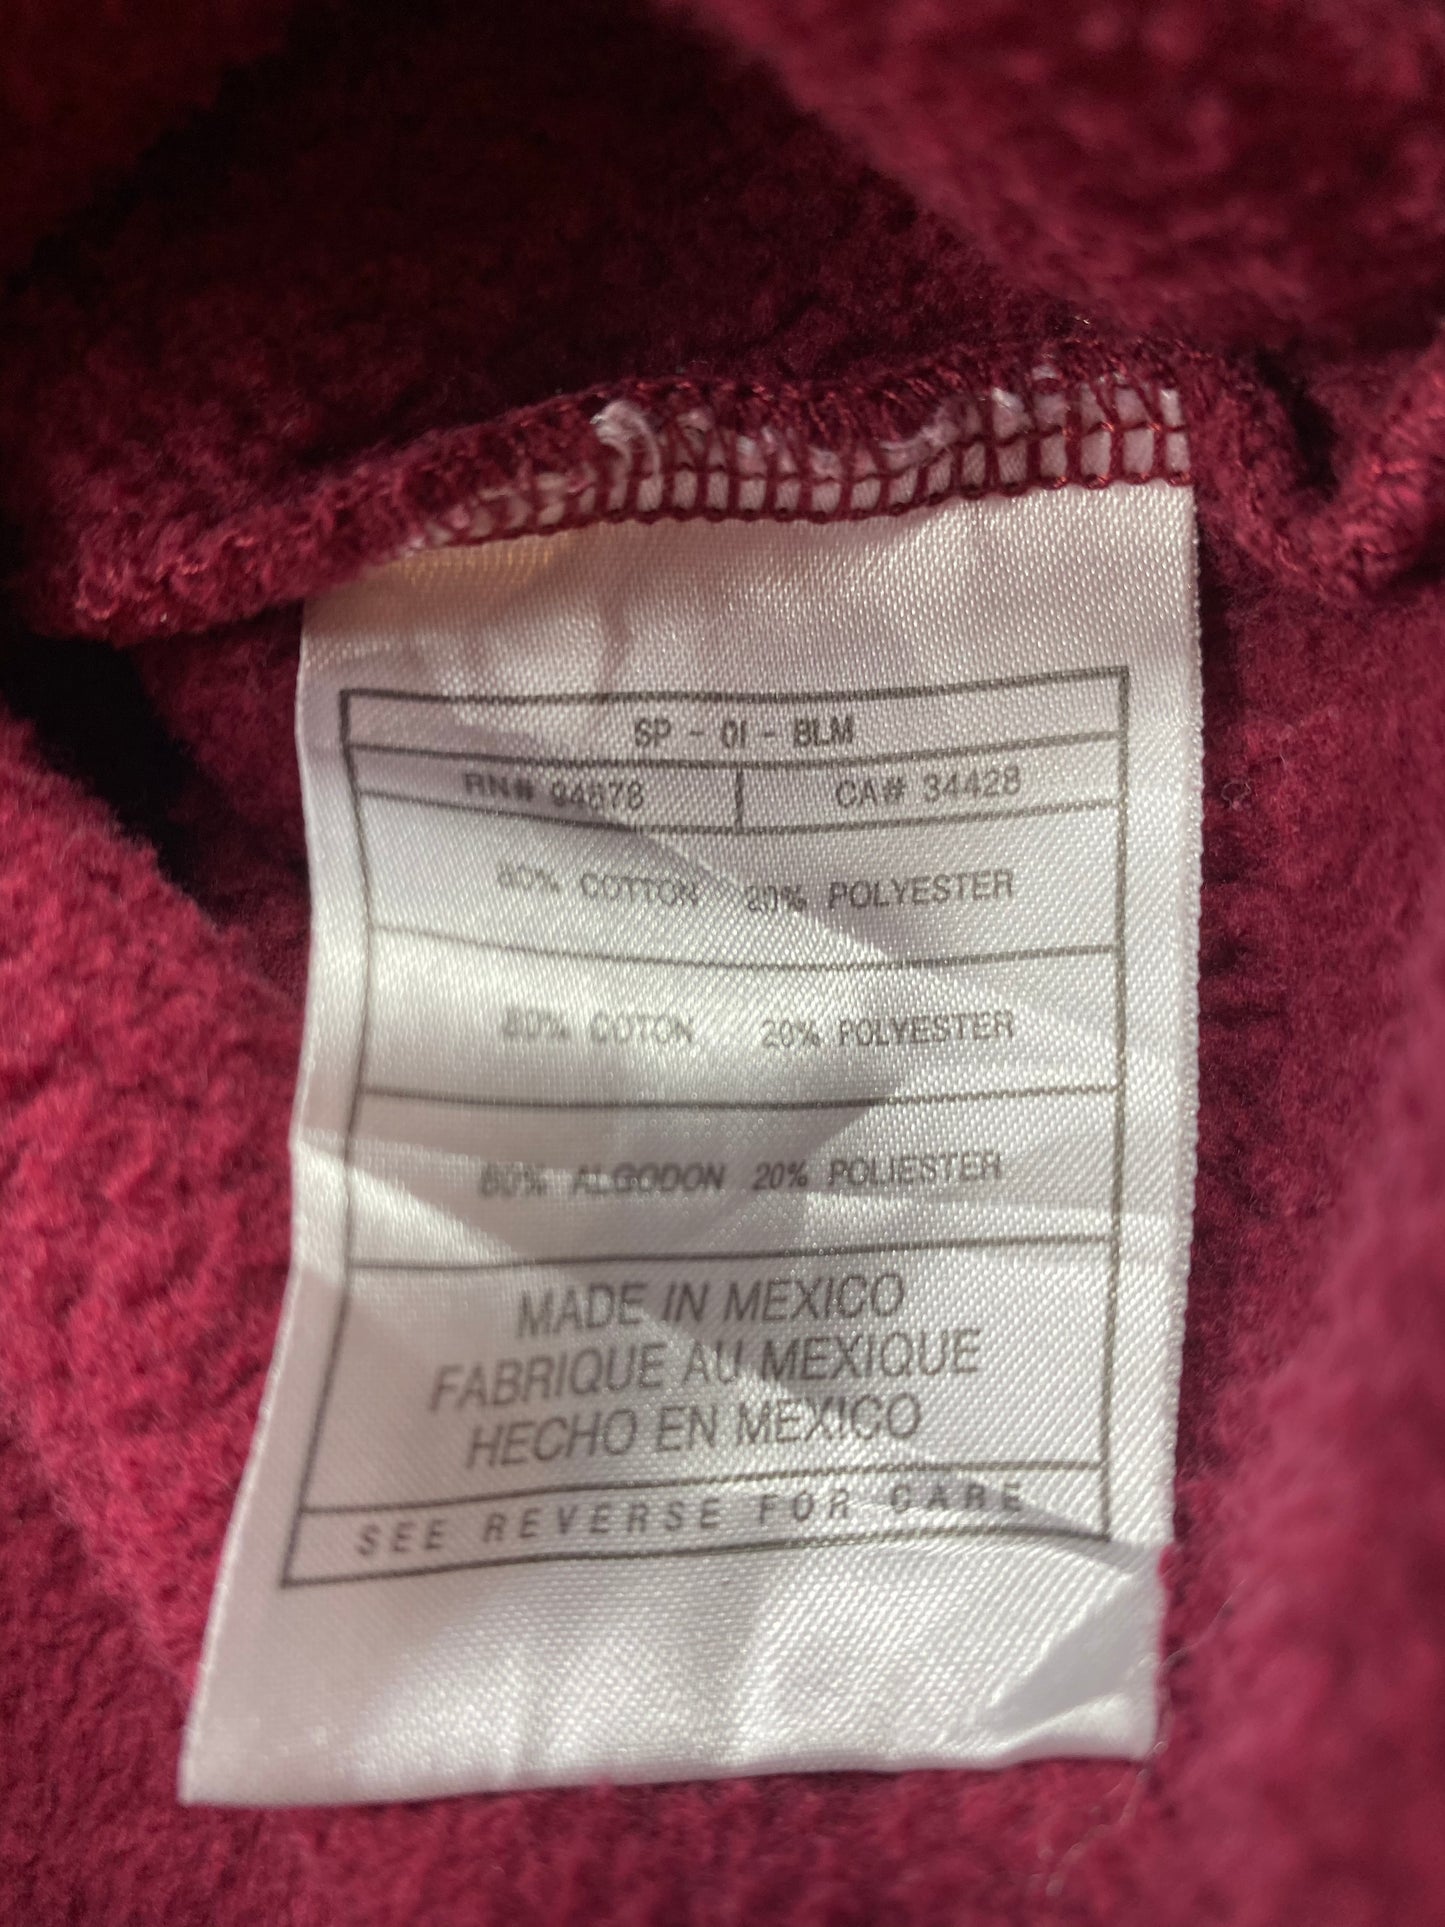 SP - 01 - BLM
RN# 94878 CA# 34428
80% COTTON 20% POLYESTER
80% COTON 20% POLYESTER
80% ALGODON 20% POLIESTER
MADE IN MEXICO
FABRIQUE AU MEXIQUE
HECHO EN MEXICO
SEE REVERSE FOR CARE